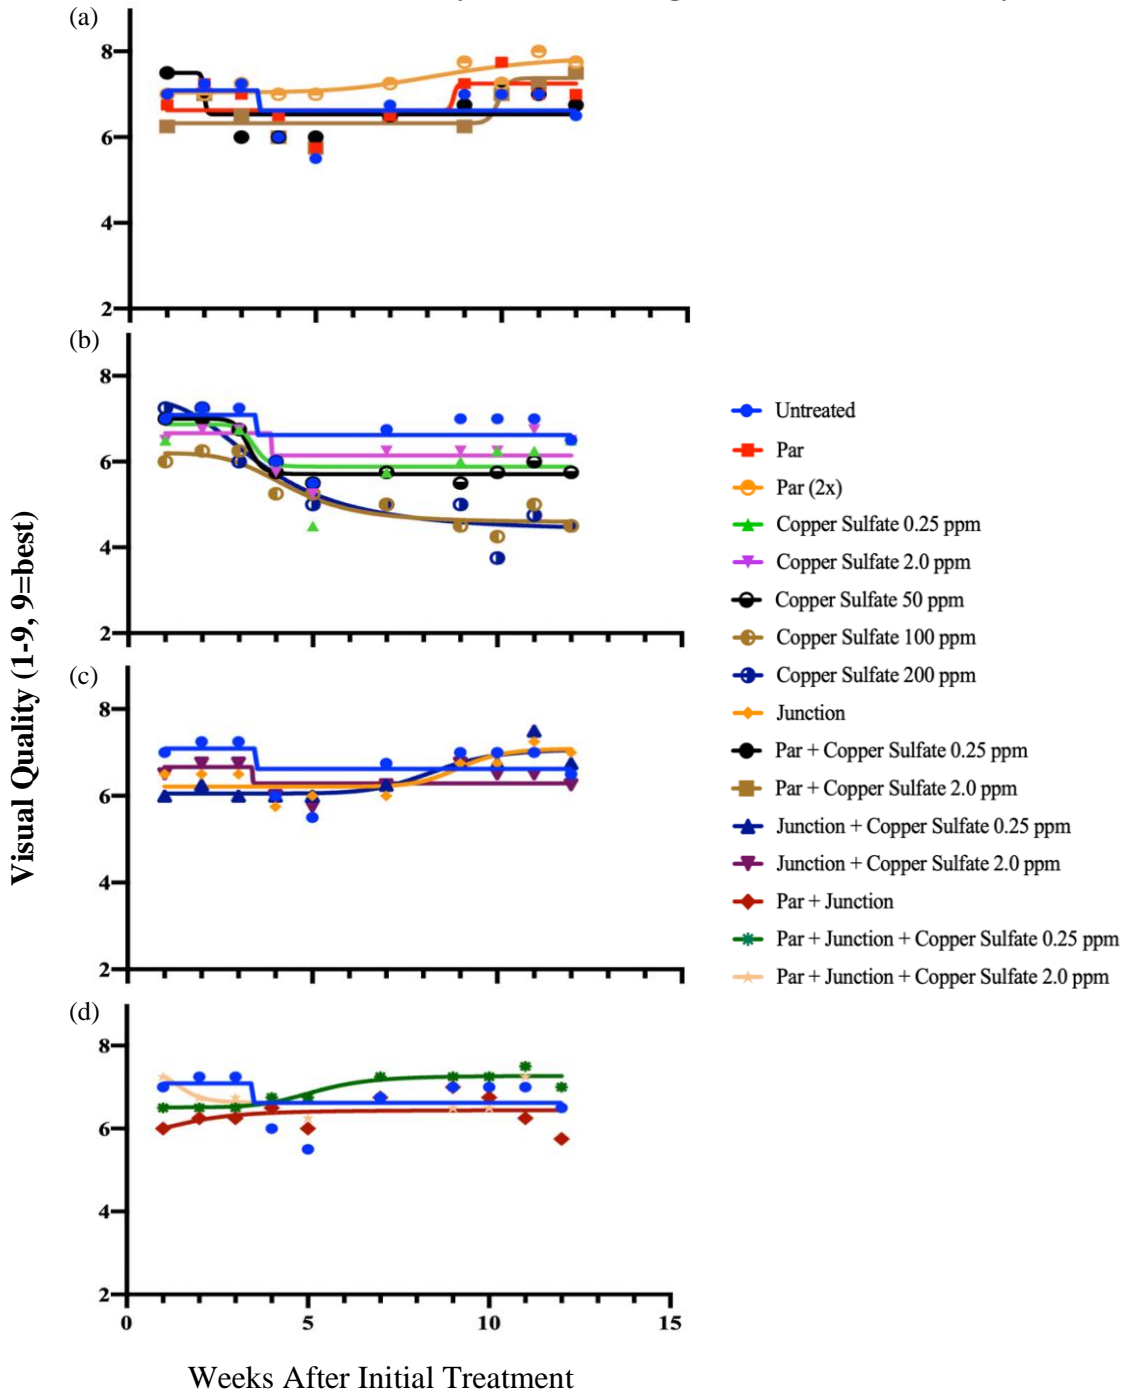 (a)
8
6
4
2
(b)
8
6
4
2
(c)
8
6
4
2
(d)
8
6
4
2
0
5
10
15
Visual Quality (1-9, 9=best)
Weeks After Initial Treatment
Untreated
Par
Par (2x)
Copper Sulfate 0.25 ppm
Copper Sulfate 2.0 ppm
Copper Sulfate 50 ppm
Copper Sulfate 100 ppm
Copper Sulfate 200 ppm
Junction
Par + Copper Sulfate 0.25 ppm
Par + Copper Sulfate 2.0 ppm
Junction + Copper Sulfate 0.25 ppm
Junction + Copper Sulfate 2.0 ppm
Par + Junction
Par + Junction + Copper Sulfate 0.25 ppm
Par + Junction + Copper Sulfate 2.0 ppm